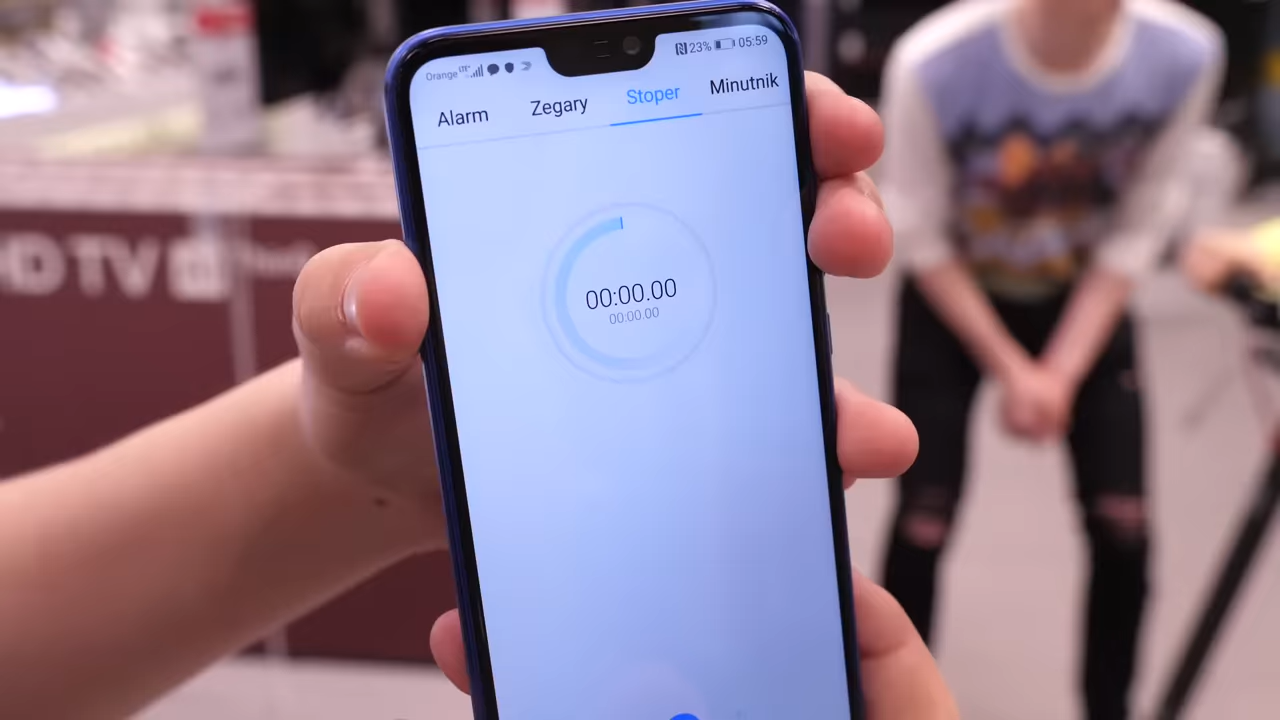 Orange 23% 05:59
Alarm Zegary Stoper Minutnik
00:00.00
00:00.00
HD TV